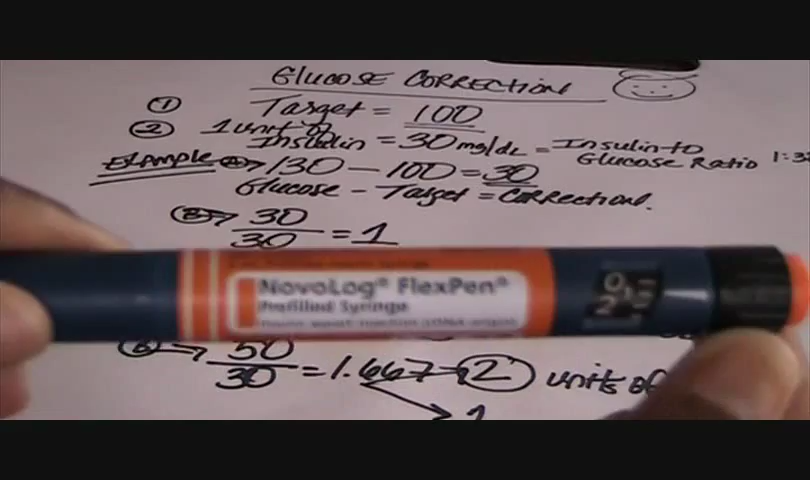 GLUCOSE CORRECTION
① Target = 100
② 1 unit of
Insulin = 30 mg/dL = Insulin to
Glucose Ratio
EXAMPLE A→ 130 - 100 = 30
Glucose - Target = Correction.
B→ 30
30 = 1
NovoLog® FlexPen®
Prefilled Syringe
50
30 = 1.667 → 2 units of